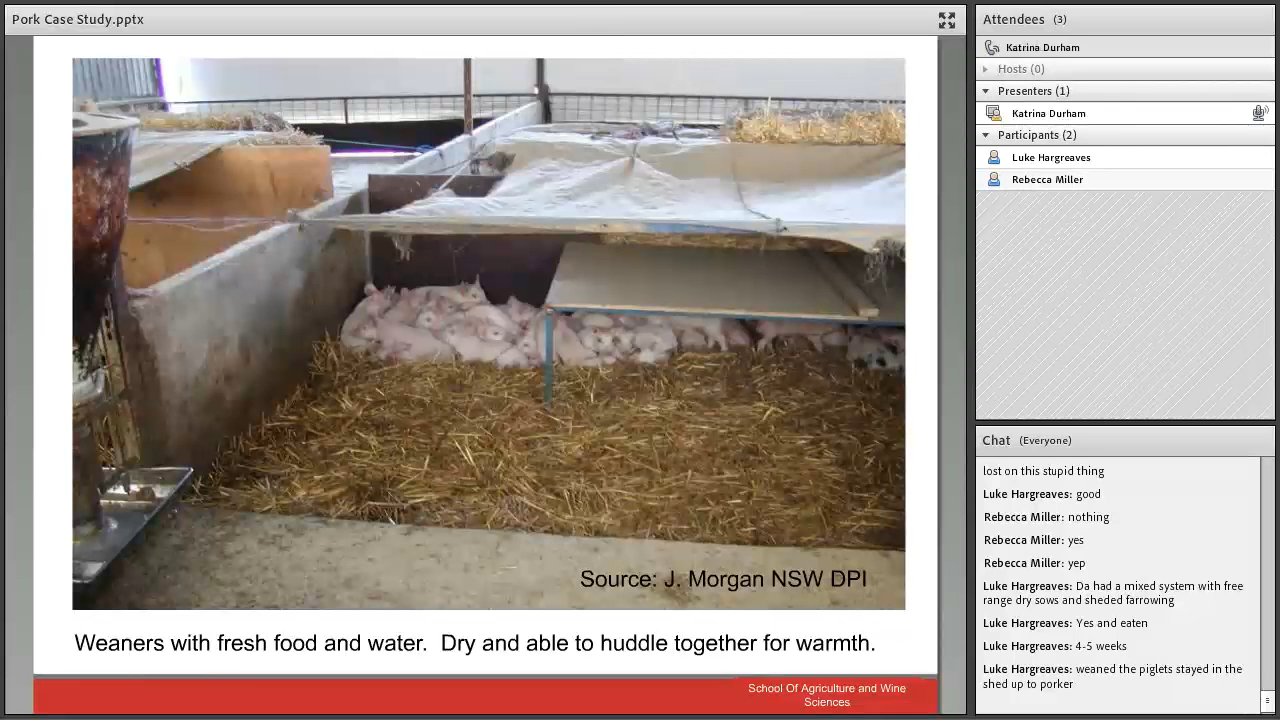 Pork Case Study.pptx
Source: J. Morgan NSW DPI
Weaners with fresh food and water.  Dry and able to huddle together for warmth.
School Of Agriculture and Wine
Sciences
Attendees (3)
Katrina Durham
Hosts (0)
Presenters (1)
Katrina Durham
Participants (2)
Luke Hargreaves
Rebecca Miller
Chat (Everyone)
lost on this stupid thing
Luke Hargreaves: good
Rebecca Miller: nothing
Rebecca Miller: yes
Rebecca Miller: yep
Luke Hargreaves: Da had a mixed system with free
range dry sows and sheded farrowing
Luke Hargreaves: Yes and eaten
Luke Hargreaves: 4-5 weeks
Luke Hargreaves: weaned the piglets stayed in the
shed up to porker